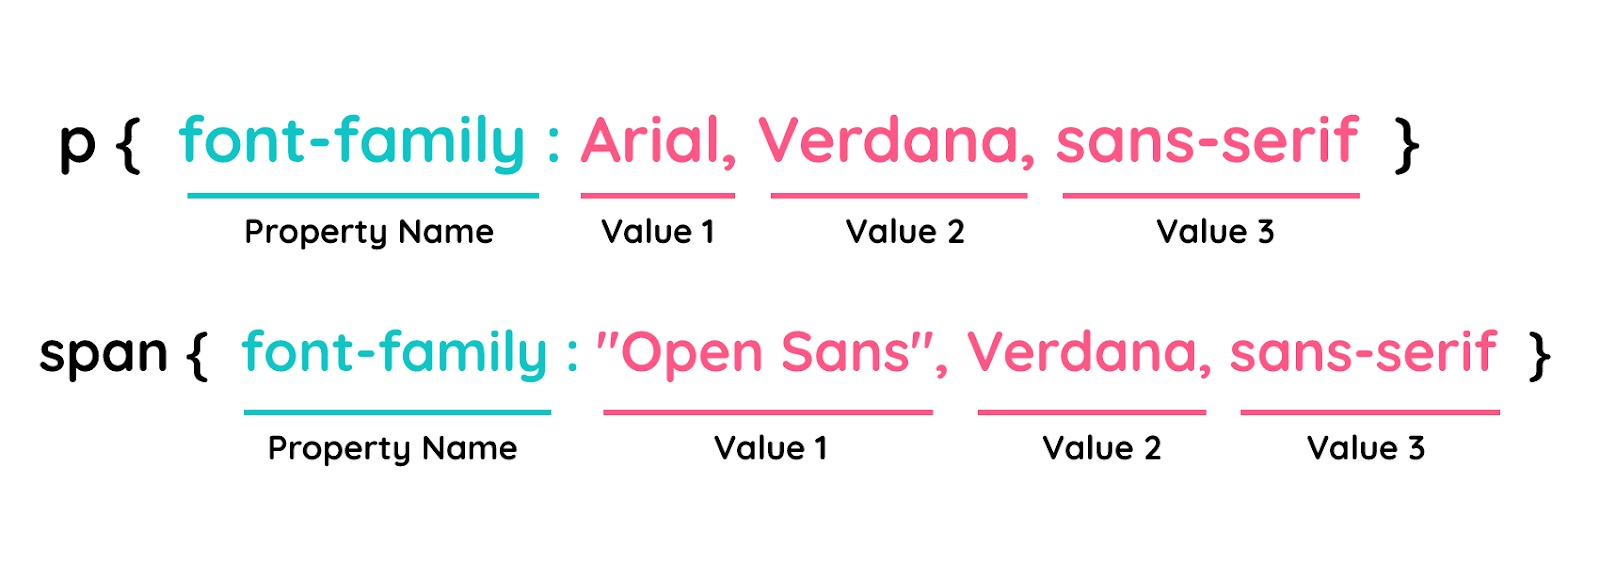 p { font-family : Arial, Verdana, sans-serif }
Property Name Value 1 Value 2 Value 3
span { font-family : "Open Sans", Verdana, sans-serif }
Property Name Value 1 Value 2 Value 3